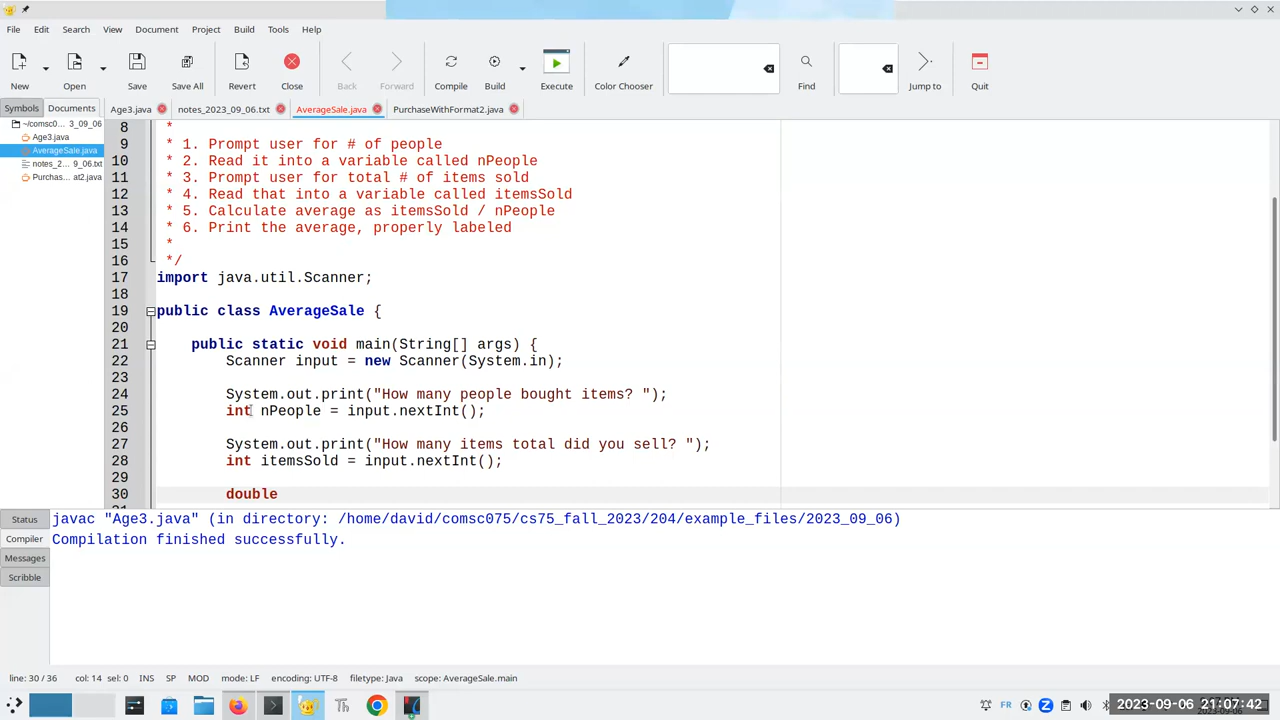 File Edit Search View Document Project Build Tools Help
New Open Save Save All Revert Close Back Forward Compile Build Execute Color Chooser Find Jump to Quit
Symbols Documents Age3.java notes_2023_09_06.txt AverageSale.java PurchaseWithFormat2.java
~/comsc0… 3_09_06
Age3.java
AverageSale.java
notes_2… 9_06.txt
Purchas… at2.java
8 *
9 * 1. Prompt user for # of people
10 * 2. Read it into a variable called nPeople
11 * 3. Prompt user for total # of items sold
12 * 4. Read that into a variable called itemsSold
13 * 5. Calculate average as itemsSold / nPeople
14 * 6. Print the average, properly labeled
15 *
16 */
17 import java.util.Scanner;
18
19 public class AverageSale {
20
21 public static void main(String[] args) {
22 Scanner input = new Scanner(System.in);
23
24 System.out.print("How many people bought items? ");
25 int nPeople = input.nextInt();
26
27 System.out.print("How many items total did you sell? ");
28 int itemsSold = input.nextInt();
29
30 double
Status
Compiler
Messages
Scribble
javac "Age3.java" (in directory: /home/david/comsc075/cs75_fall_2023/204/example_files/2023_09_06)
Compilation finished successfully.
line: 30 / 36 col: 14 sel: 0 INS SP MOD mode: LF encoding: UTF-8 filetype: Java scope: AverageSale.main
FR 2023-09-06 21:07:42